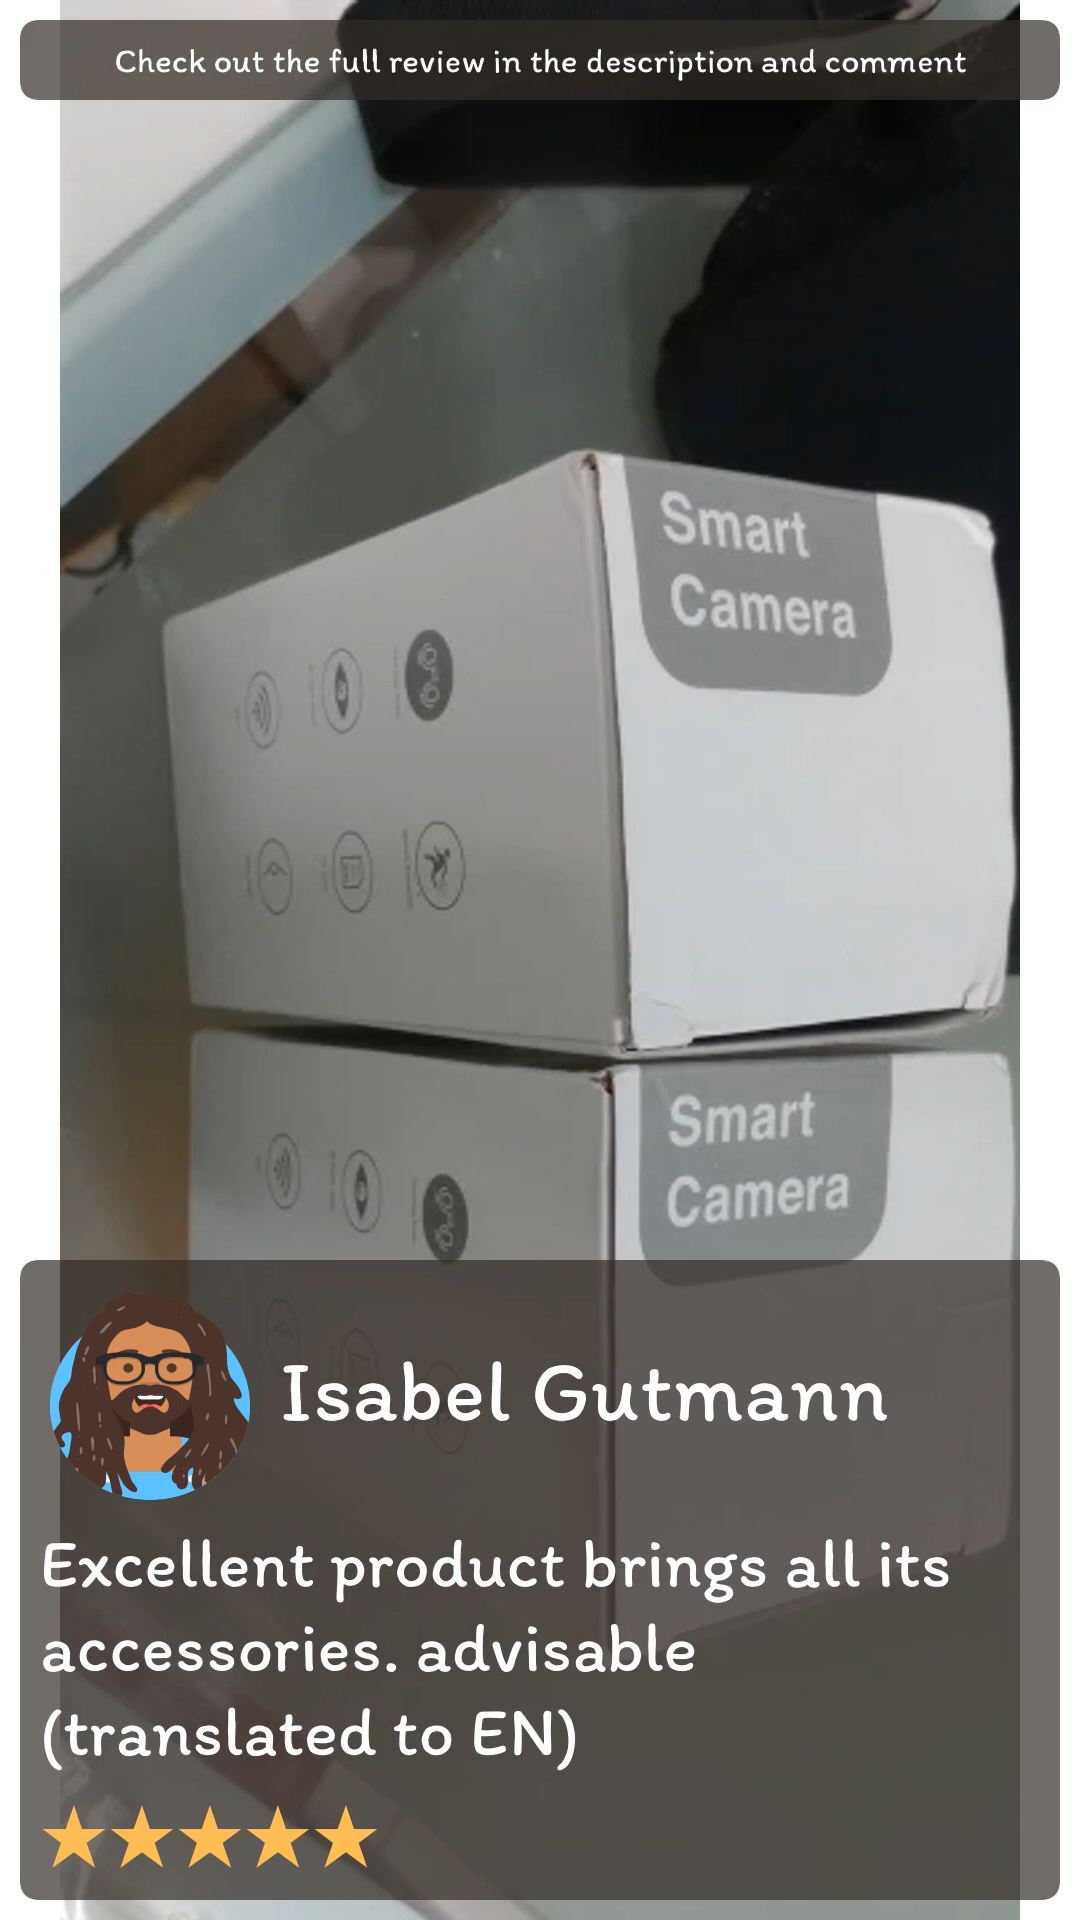 Check out the full review in the description and comment
Smart
Camera
Smart
Camera
Isabel Gutmann
Excellent product brings all its
accessories. advisable
(translated to EN)